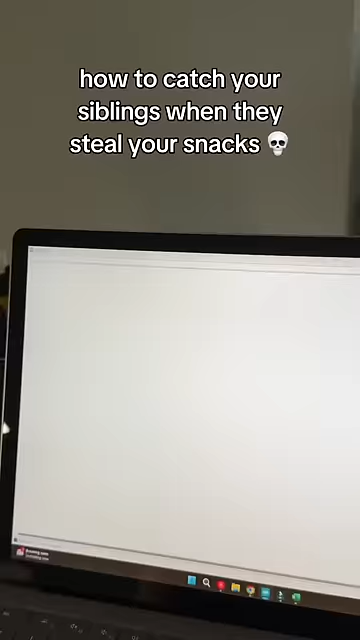 how to catch your
siblings when they
steal your snacks 💀